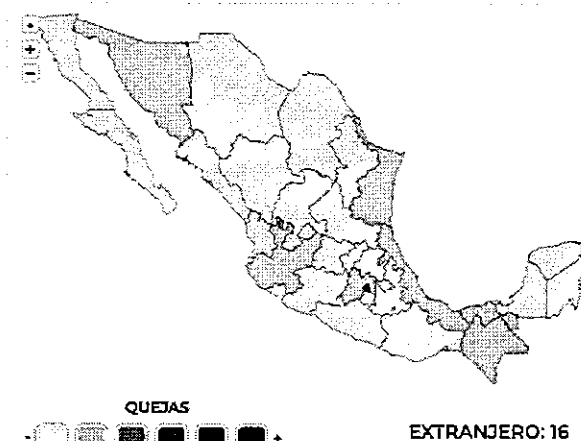 +
−
QUEJAS
- +
EXTRANJERO: 16